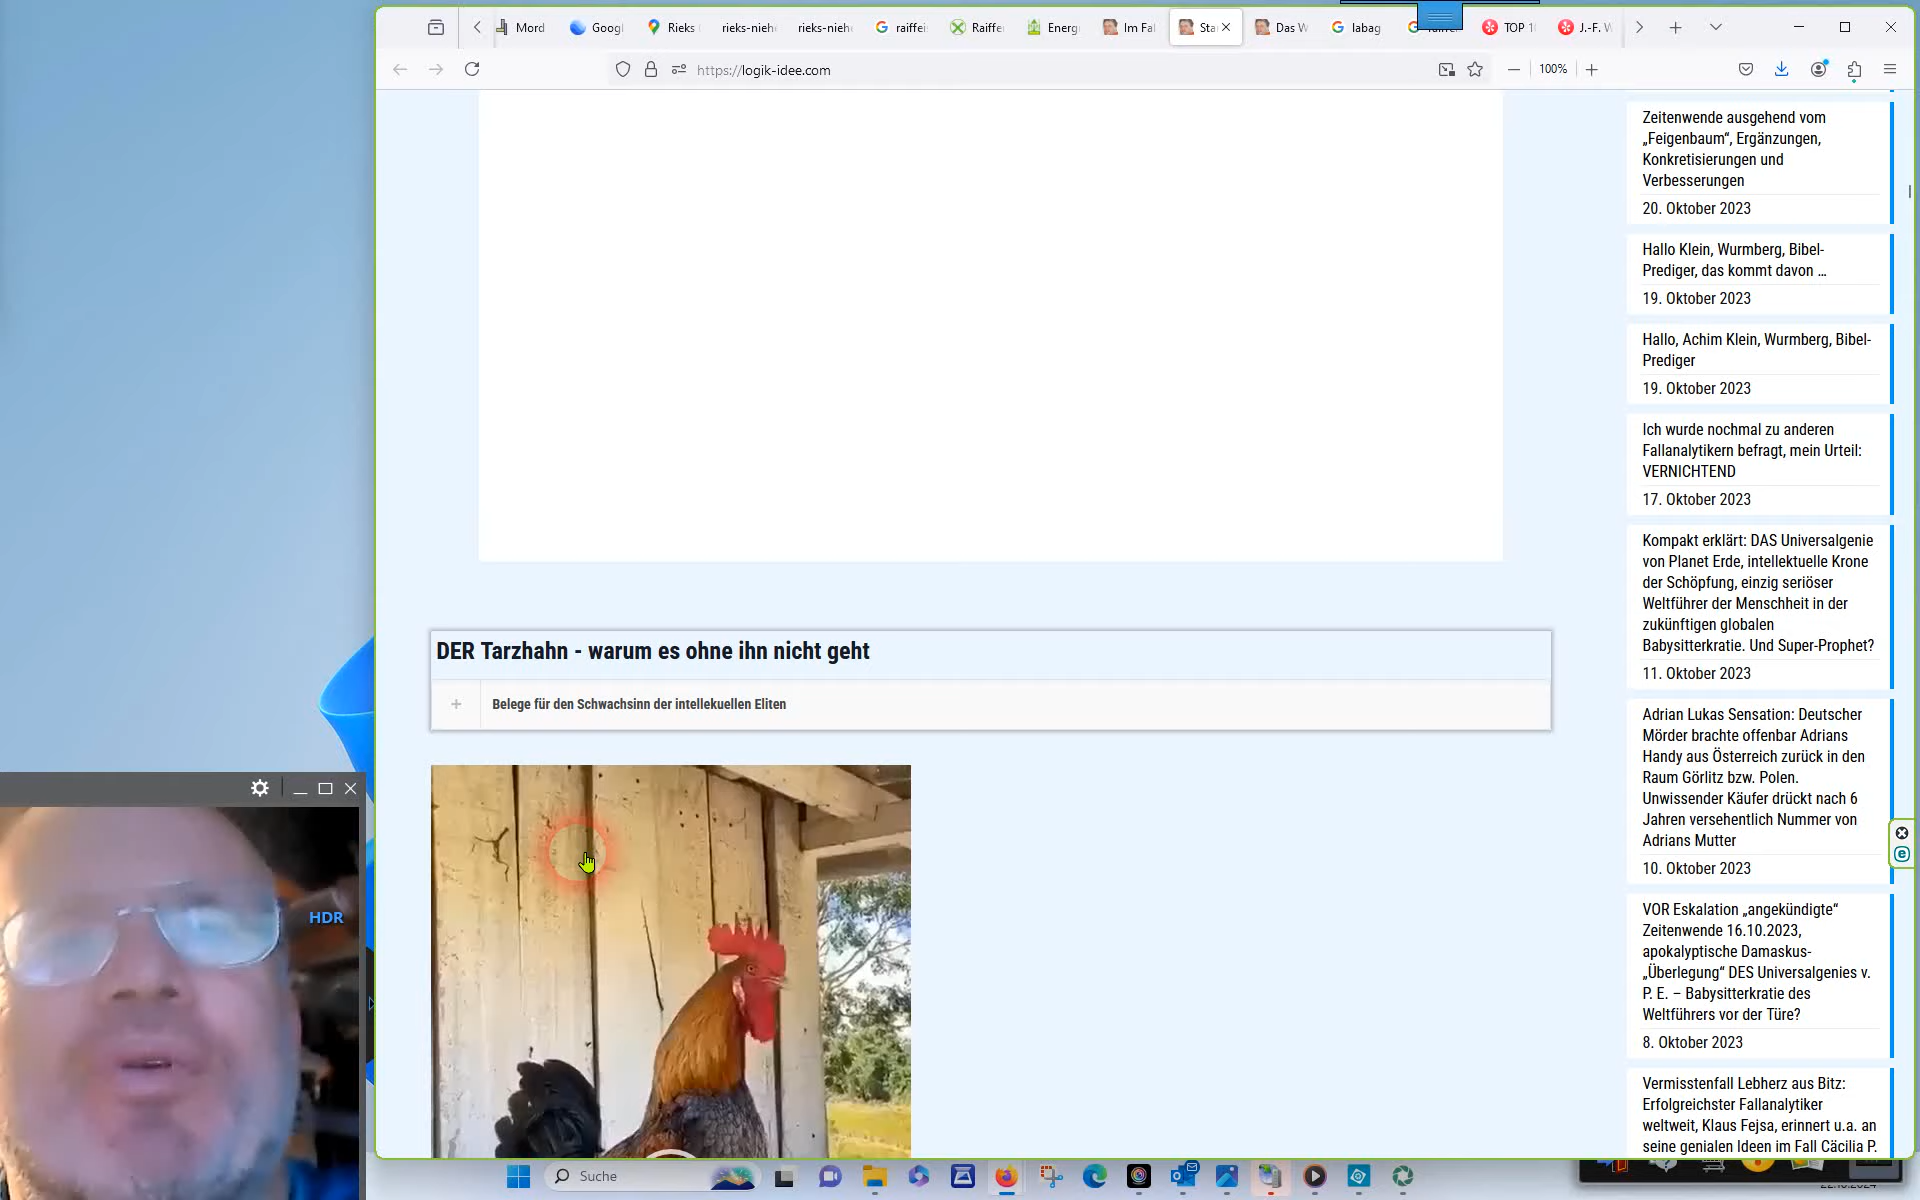 Mord
Googl
Rieks
rieks-niehe
rieks-niehe
raiffei
Raiffe
Energi
Im Fal
Sta
Das W
labag
TOP 1
J.-F. W
https://logik-idee.com
100%
Zeitenwende ausgehend vom
„Feigenbaum“, Ergänzungen,
Konkretisierungen und
Verbesserungen
20. Oktober 2023
Hallo Klein, Wurmberg, Bibel-
Prediger, das kommt davon ...
19. Oktober 2023
Hallo, Achim Klein, Wurmberg, Bibel-
Prediger
19. Oktober 2023
Ich wurde nochmal zu anderen
Fallanalytikern befragt, mein Urteil:
VERNICHTEND
17. Oktober 2023
Kompakt erklärt: DAS Universalgenie
von Planet Erde, intellektuelle Krone
der Schöpfung, einzig seriöser
Weltführer der Menschheit in der
zukünftigen globalen
Babysitterkratie. Und Super-Prophet?
11. Oktober 2023
Adrian Lukas Sensation: Deutscher
Mörder brachte offenbar Adrians
Handy aus Österreich zurück in den
Raum Görlitz bzw. Polen.
Unwissender Käufer drückt nach 6
Jahren versehentlich Nummer von
Adrians Mutter
10. Oktober 2023
VOR Eskalation „angekündigte“
Zeitenwende 16.10.2023,
apokalyptische Damaskus-
„Überlegung“ DES Universalgenies v.
P. E. – Babysitterkratie des
Weltführers vor der Türe?
8. Oktober 2023
Vermisstenfall Lebherz aus Bitz:
Erfolgreichster Fallanalytiker
weltweit, Klaus Fejsa, erinnert u.a. an
seine genialen Ideen im Fall Cäcilia P.
DER Tarzhahn - warum es ohne ihn nicht geht
+ Belege für den Schwachsinn der intellekuellen Eliten
HDR
Suche